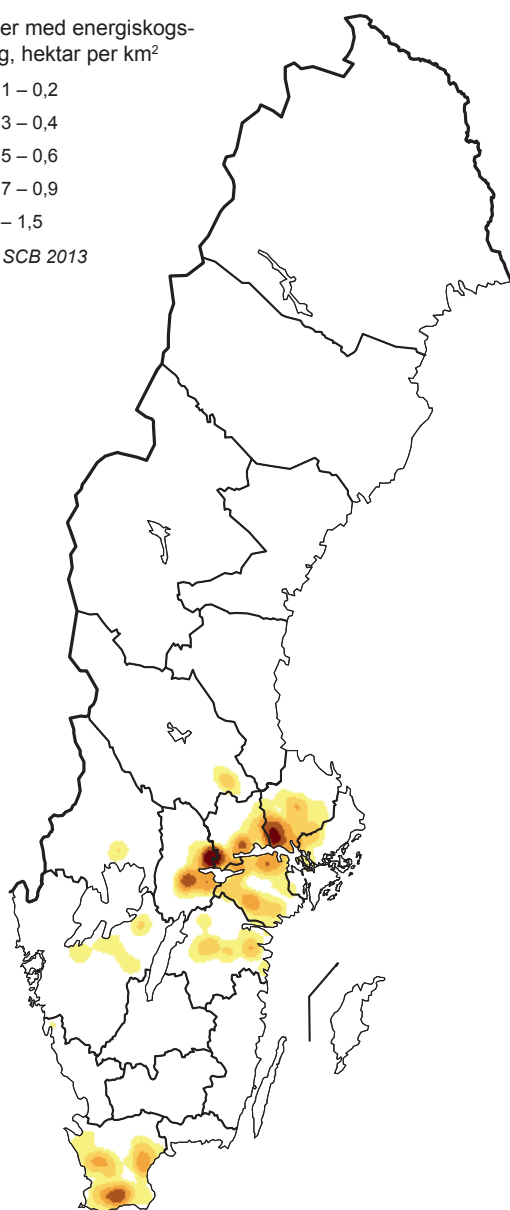 er med energiskogs-
g, hektar per km²
1 – 0,2
3 – 0,4
5 – 0,6
7 – 0,9
– 1,5
SCB 2013